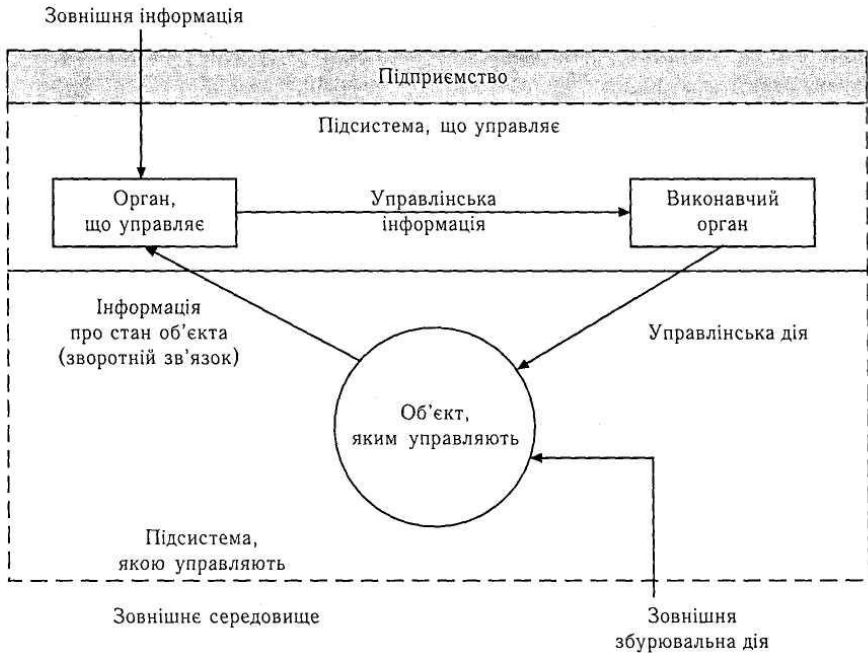 Зовнішня інформація
Підприємство
Підсистема, що управляє
Орган,
що управляє
Управлінська
інформація
Виконавчий
орган
Інформація
про стан об'єкта
(зворотній зв'язок)
Управлінська дія
Об'єкт,
яким управляють
Підсистема,
якою управляють
Зовнішнє середовище
Зовнішня
збурювальна дія